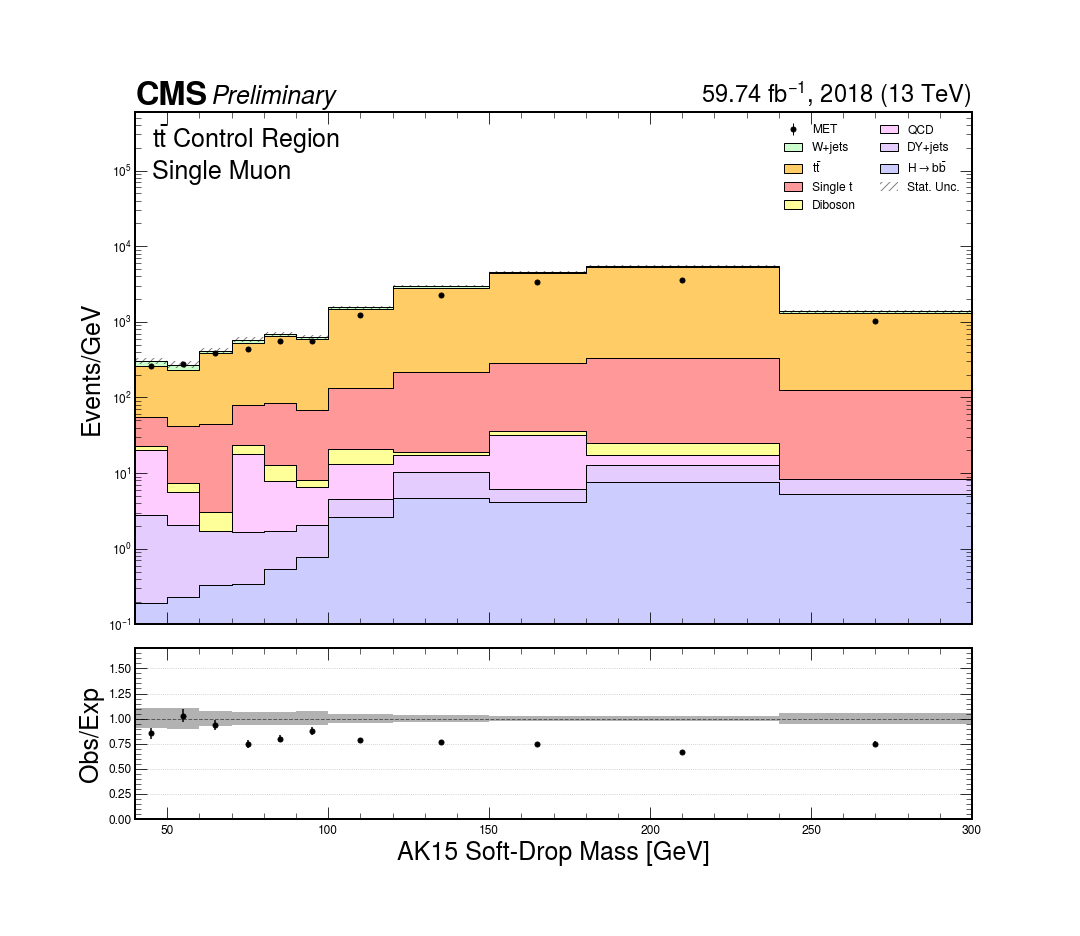 CMS Preliminary
59.74 fb⁻¹, 2018 (13 TeV)
tt̄ Control Region
Single Muon
MET
W+jets
tt̄
Single t
Diboson
QCD
DY+jets
H→bb̄
Stat. Unc.
Events/GeV
10⁵
10⁴
10³
10²
10¹
10⁰
10⁻¹
Obs/Exp
1.50
1.25
1.00
0.75
0.50
0.25
0.00
50 100 150 200 250 300
AK15 Soft-Drop Mass [GeV]